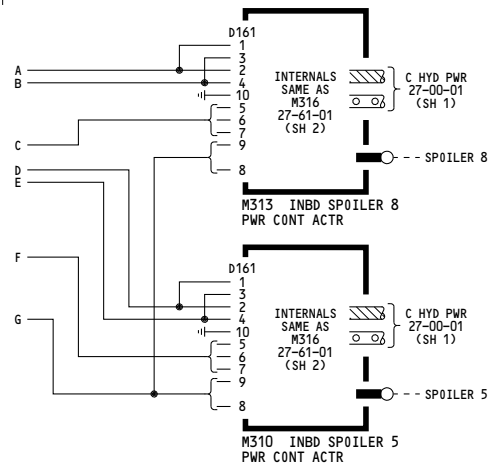 D161
1
3
A 2
B 4
10
5
C 6
7
9
D
E 8
INTERNALS
SAME AS
M316
27-61-01
(SH 2)
C HYD PWR
27-00-01
(SH 1)
SPOILER 8
M313 INBD SPOILER 8
PWR CONT ACTR
F
G
D161
1
3
2
4
10
5
6
7
9
8
INTERNALS
SAME AS
M316
27-61-01
(SH 2)
C HYD PWR
27-00-01
(SH 1)
SPOILER 5
M310 INBD SPOILER 5
PWR CONT ACTR